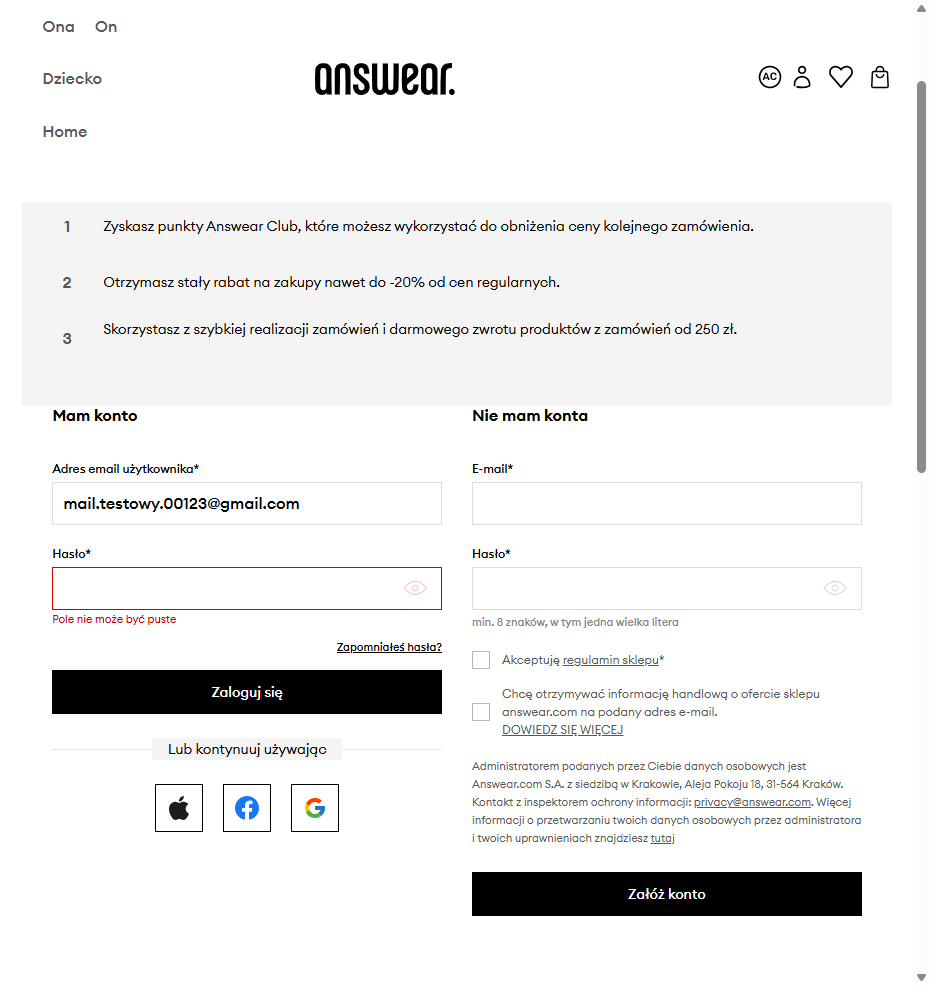 Ona On
Dziecko
answear.
AC
Home
1 Zyskasz punkty Answear Club, które możesz wykorzystać do obniżenia ceny kolejnego zamówienia.
2 Otrzymasz stały rabat na zakupy nawet do -20% od cen regularnych.
3 Skorzystasz z szybkiej realizacji zamówień i darmowego zwrotu produktów z zamówień od 250 zł.
Mam konto
Adres email użytkownika*
mail.testowy.00123@gmail.com
Hasło*
Pole nie może być puste
Zapomniałeś hasła?
Zaloguj się
Lub kontynuuj używając
Nie mam konta
E-mail*
Hasło*
min. 8 znaków, w tym jedna wielka litera
Akceptuję regulamin sklepu*
Chcę otrzymywać informację handlową o ofercie sklepu
answear.com na podany adres e-mail.
DOWIEDZ SIĘ WIĘCEJ
Administratorem podanych przez Ciebie danych osobowych jest
Answear.com S.A. z siedzibą w Krakowie, Aleja Pokoju 18, 31-564 Kraków.
Kontakt z inspektorem ochrony informacji: privacy@answear.com. Więcej
informacji o przetwarzaniu twoich danych osobowych przez administratora
i twoich uprawnieniach znajdziesz tutaj
Załóż konto